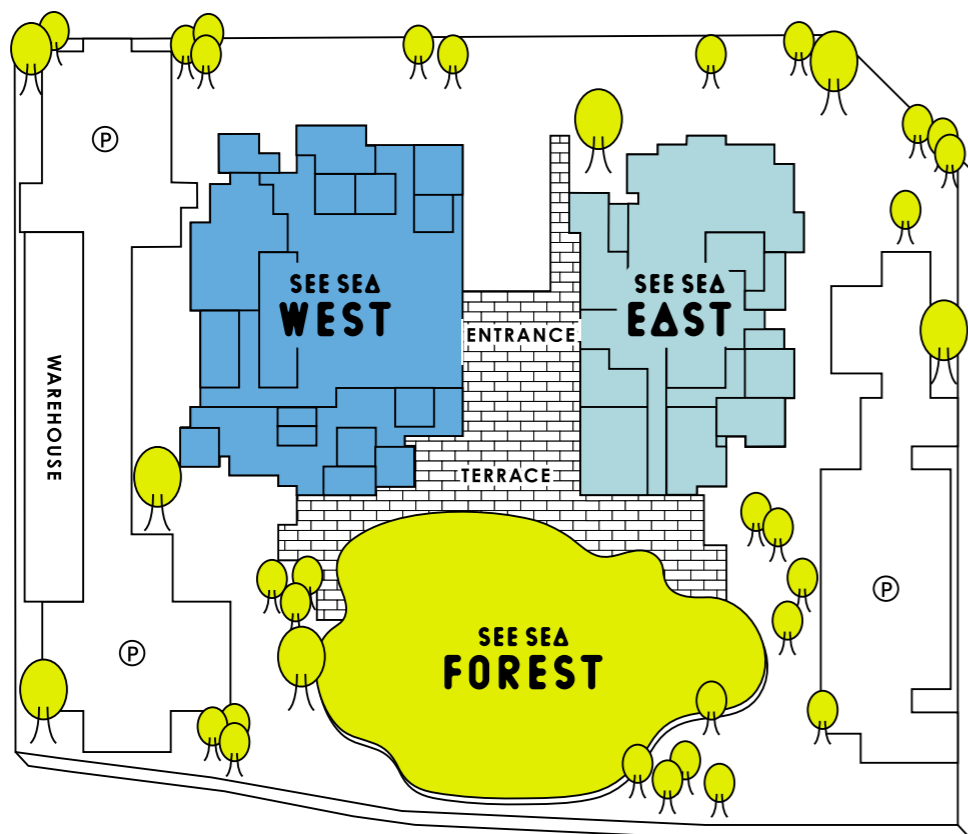 P
SEE SEA
WEST
SEE SEA
EAST
ENTRANCE
WAREHOUSE
TERRACE
P
SEE SEA
FOREST
P